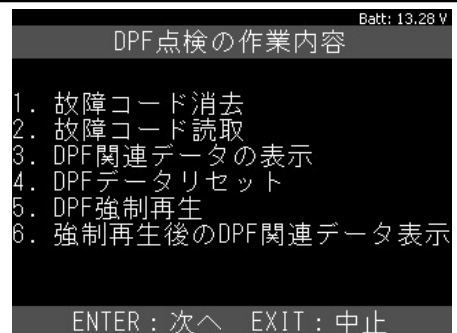 Batt: 13.28 V
DPF点検の作業内容
1. 故障コード消去
2. 故障コード読取
3. DPF関連データの表示
4. DPFデータリセット
5. DPF強制再生
6. 強制再生後のDPF関連データ表示
ENTER：次へ EXIT：中止